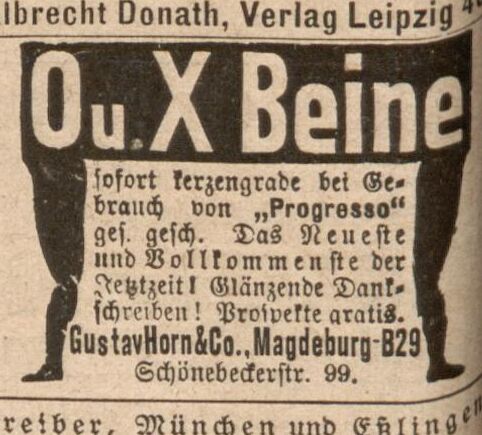 lbrecht Donath, Verlag Leipzig
O u. X Beine
sofort kerzengrade bei Ge-
brauch von „Progresso“
ges. gesch. Das Neueste
und Vollkommenste der
Jetztzeit! Glänzende Dank-
schreiben! Prospekte gratis.
Gustav Horn & Co., Magdeburg-B29
Schönebeckerstr. 99.
reiber, München und Eßlingen